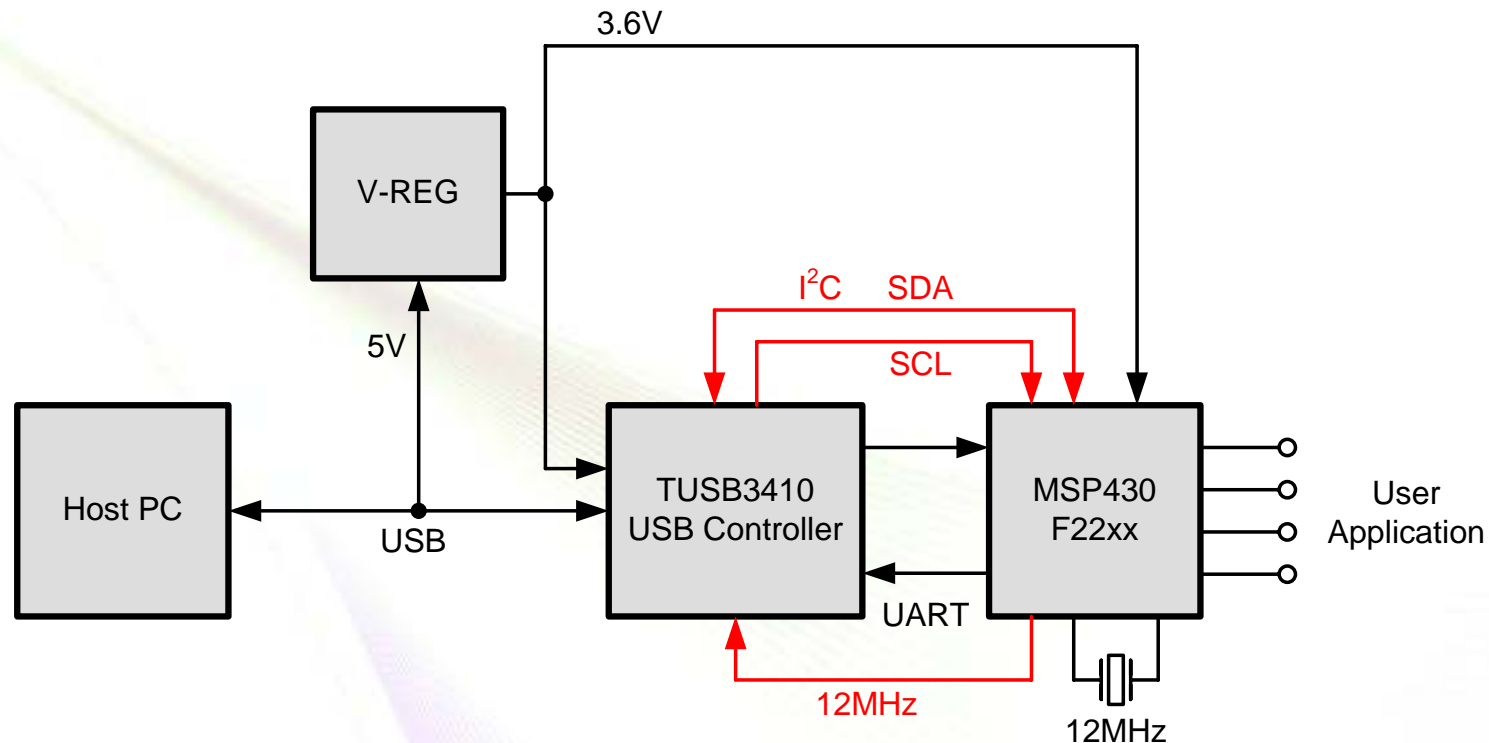 3.6V
V-REG
I²C SDA
5V
SCL
Host PC
USB
TUSB3410
USB Controller
MSP430
F22xx
User
Application
UART
12MHz
12MHz